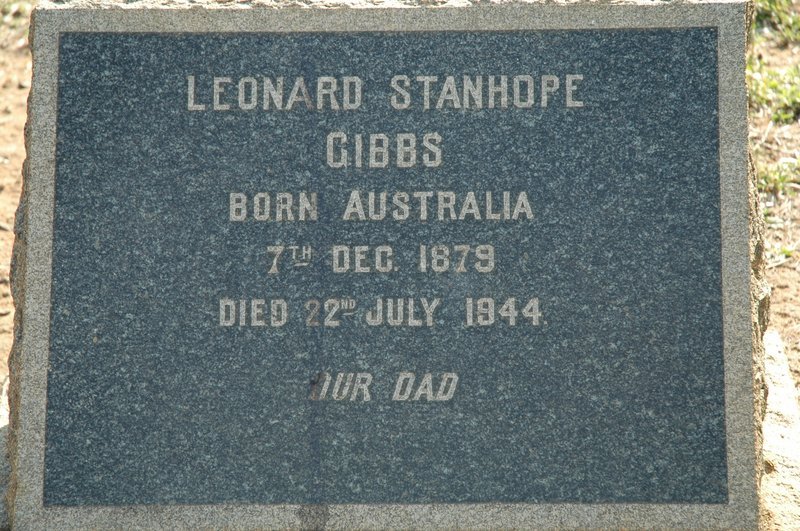 LEONARD STANHOPE
GIBBS
BORN AUSTRALIA
7TH DEC. 1879
DIED 22ND JULY 1944
OUR DAD